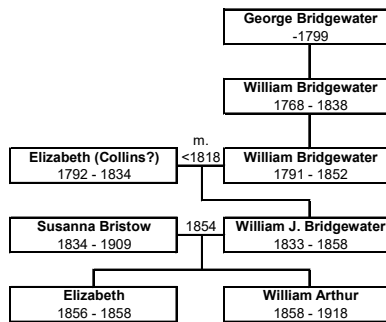 George Bridgewater
-1799
William Bridgewater
1768 - 1838
m.
<1818
Elizabeth (Collins?)
1792 - 1834
William Bridgewater
1791 - 1852
Susanna Bristow
1834 - 1909
1854
William J. Bridgewater
1833 - 1858
Elizabeth
1856 - 1858
William Arthur
1858 - 1918